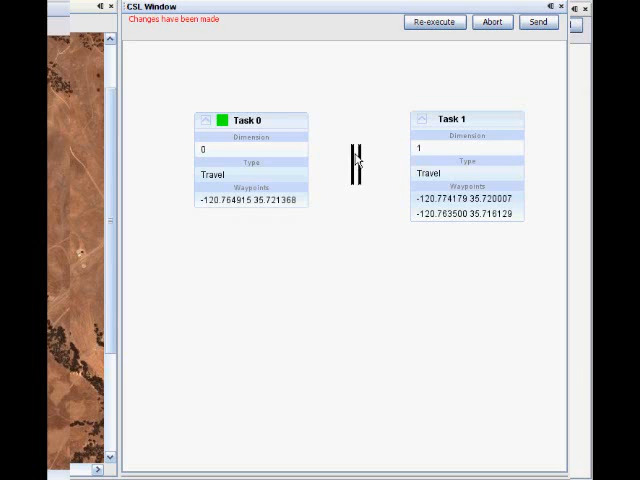 CSL Window
Changes have been made
Re-execute
Abort
Send
Task 0
Dimension
0
Type
Travel
Waypoints
-120.764915 35.721368
Task 1
Dimension
1
Type
Travel
Waypoints
-120.774179 35.720007
-120.763500 35.716129